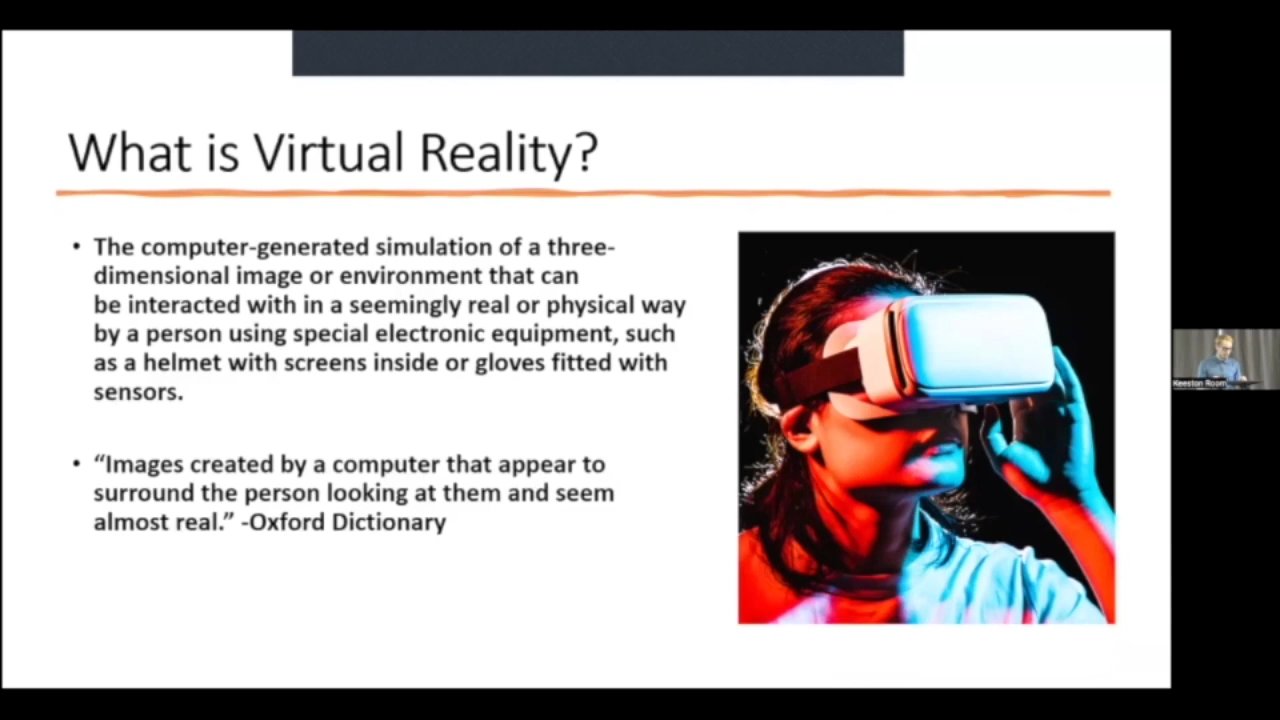 What is Virtual Reality?
• The computer-generated simulation of a three-
dimensional image or environment that can
be interacted with in a seemingly real or physical way
by a person using special electronic equipment, such
as a helmet with screens inside or gloves fitted with
sensors.
• “Images created by a computer that appear to
surround the person looking at them and seem
almost real.” -Oxford Dictionary
Keeston Room